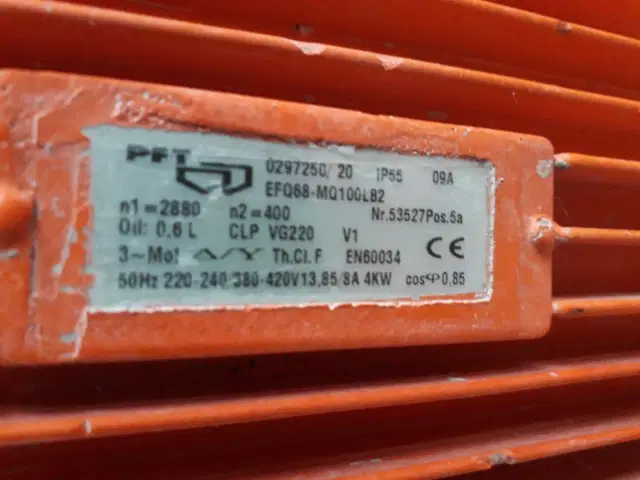 PFT 0297250/20 IP55 09A
EFQ68-MQ100LB2
n1=2880 n2=400 Nr.53527Pos.5a
Oil: 0,6 L CLP VG220 V1
3~Mot △/Y Th.Cl.F EN60034 CE
50Hz 220-240/380-420V13,85/8A 4KW cosφ0,85